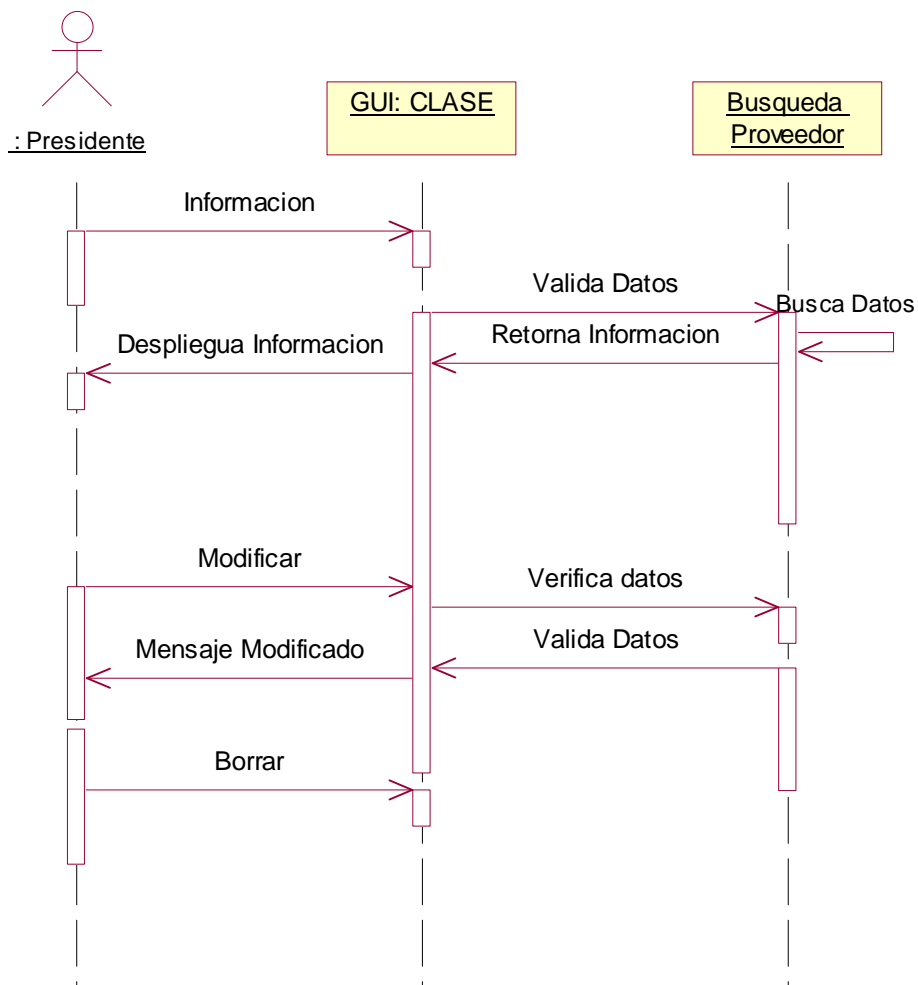 : Presidente
GUI: CLASE
Busqueda
Proveedor
Informacion
Valida Datos
Busca Datos
Retorna Informacion
Despliegua Informacion
Modificar
Verifica datos
Valida Datos
Mensaje Modificado
Borrar